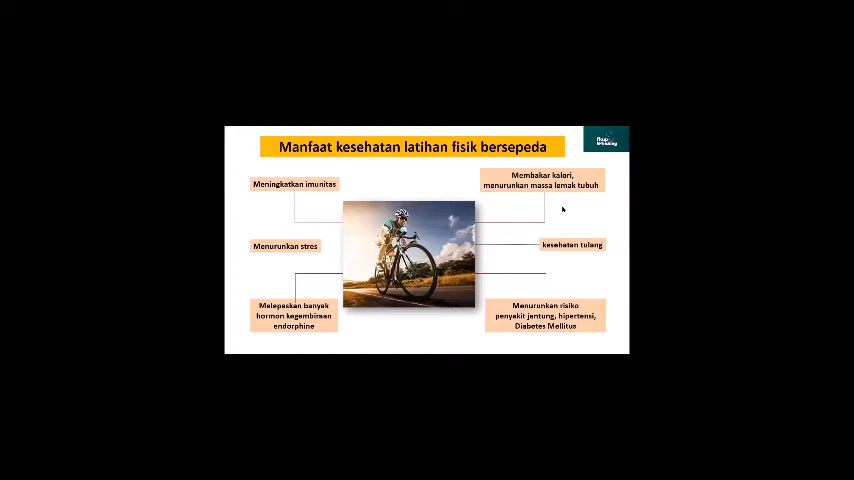 Manfaat kesehatan latihan fisik bersepeda
Meningkatkan imunitas
Membakar kalori,
menurunkan massa lemak tubuh
Menurunkan stres
kesehatan tulang
Melepaskan banyak
hormon kegembiraan
endorphine
Menurunkan risiko
penyakit jantung, hipertensi,
Diabetes Mellitus